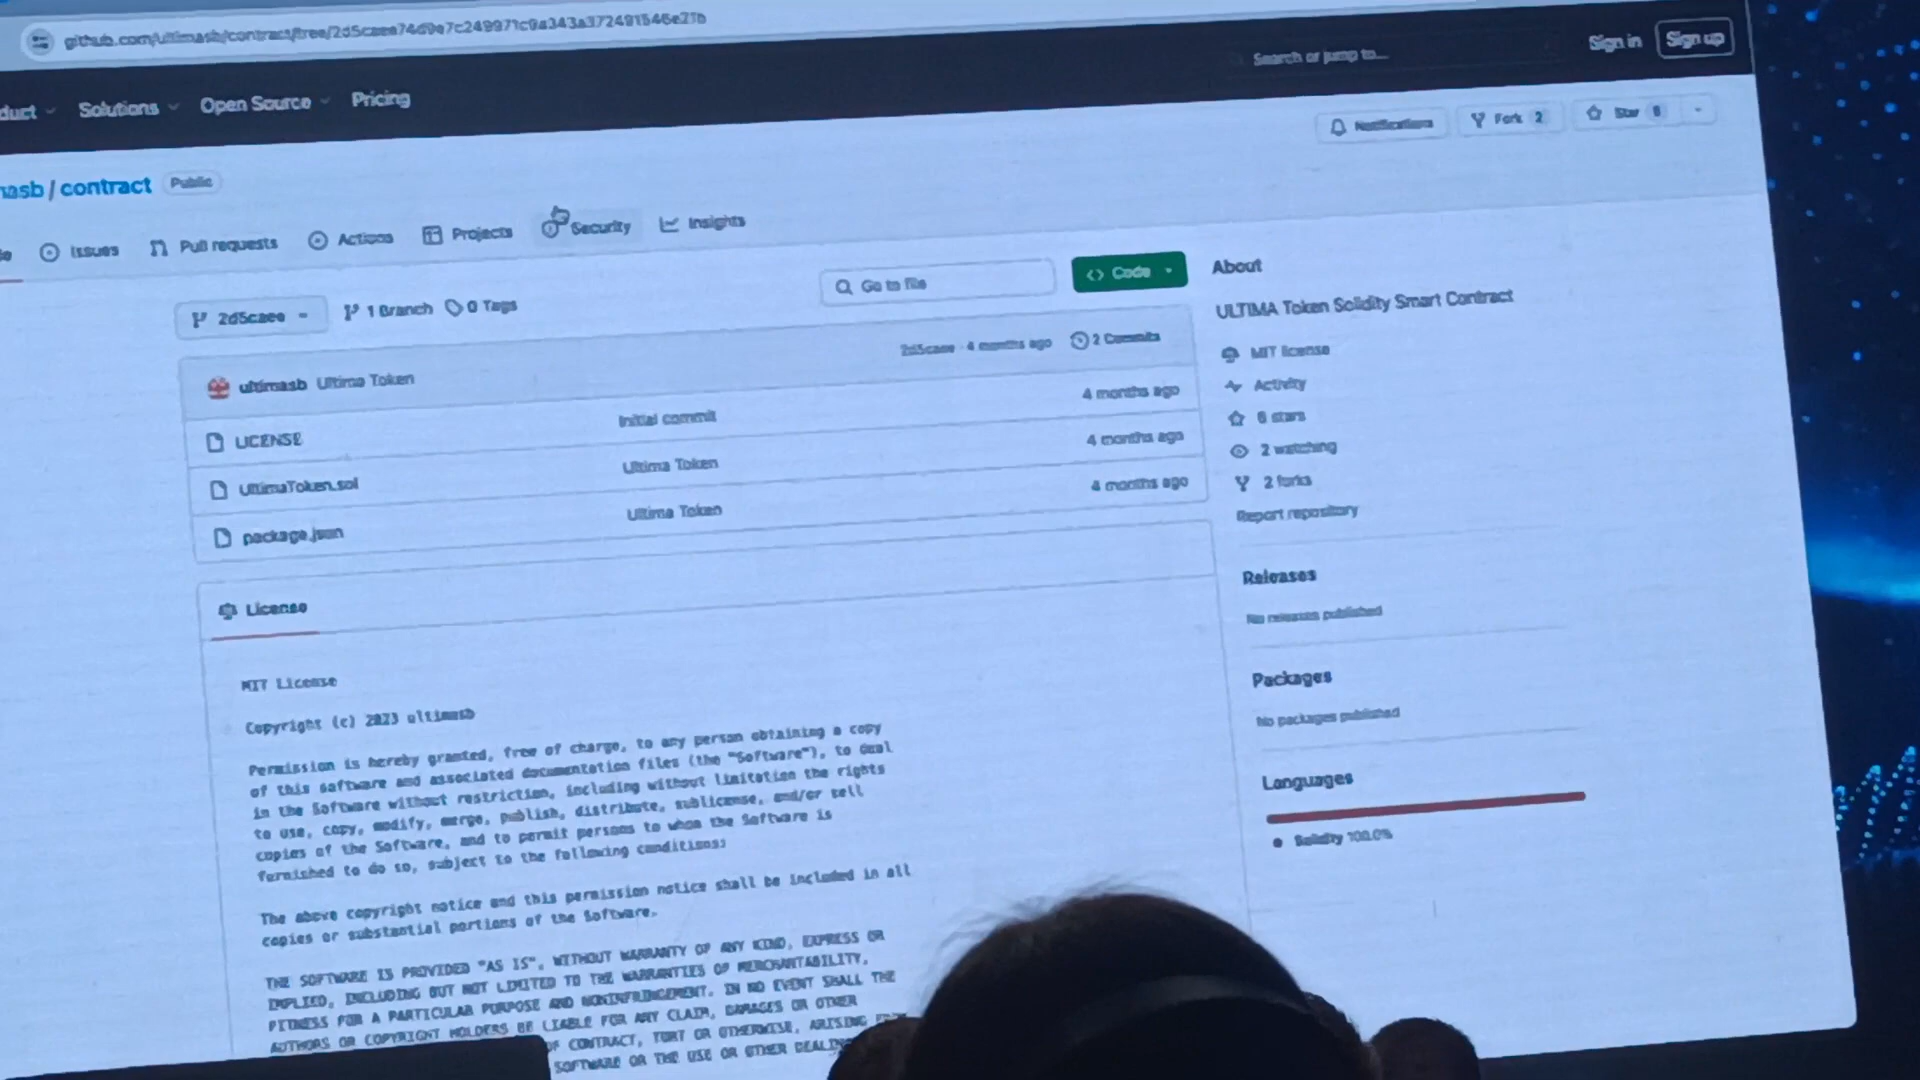 github.com/ultimasb/contract/tree/
Search or jump to...
Sign in
Sign up
duct
Solutions
Open Source
Pricing
Notifications
Fork 2
Star 6
masb / contract
Public
Issues
Pull requests
Actions
Projects
Security
Insights
2d5caee
1 Branch
0 Tags
Go to file
Code
ultimasb Ultima Token
2d5caee · 4 months ago
2 Commits
LICENSE
Initial commit
4 months ago
UltimaToken.sol
Ultima Token
4 months ago
package.json
Ultima Token
4 months ago
License
MIT License
Copyright (c) 2023 ultimasb
Permission is hereby granted, free of charge, to any person obtaining a copy
of this software and associated documentation files (the "Software"), to deal
in the Software without restriction, including without limitation the rights
to use, copy, modify, merge, publish, distribute, sublicense, and/or sell
copies of the Software, and to permit persons to whom the Software is
furnished to do so, subject to the following conditions:
The above copyright notice and this permission notice shall be included in all
copies or substantial portions of the Software.
THE SOFTWARE IS PROVIDED "AS IS", WITHOUT WARRANTY OF ANY KIND, EXPRESS OR
IMPLIED, INCLUDING BUT NOT LIMITED TO THE WARRANTIES OF MERCHANTABILITY,
FITNESS FOR A PARTICULAR PURPOSE AND NONINFRINGEMENT. IN NO EVENT SHALL THE
AUTHORS OR COPYRIGHT HOLDERS BE LIABLE FOR ANY CLAIM, DAMAGES OR OTHER
OF CONTRACT, TORT OR OTHERWISE, ARISING
SOFTWARE OR THE USE OR OTHER DEALIN
About
ULTIMA Token Solidity Smart Contract
MIT license
Activity
6 stars
2 watching
2 forks
Report repository
Releases
No releases published
Packages
No packages published
Languages
Solidity 100.0%